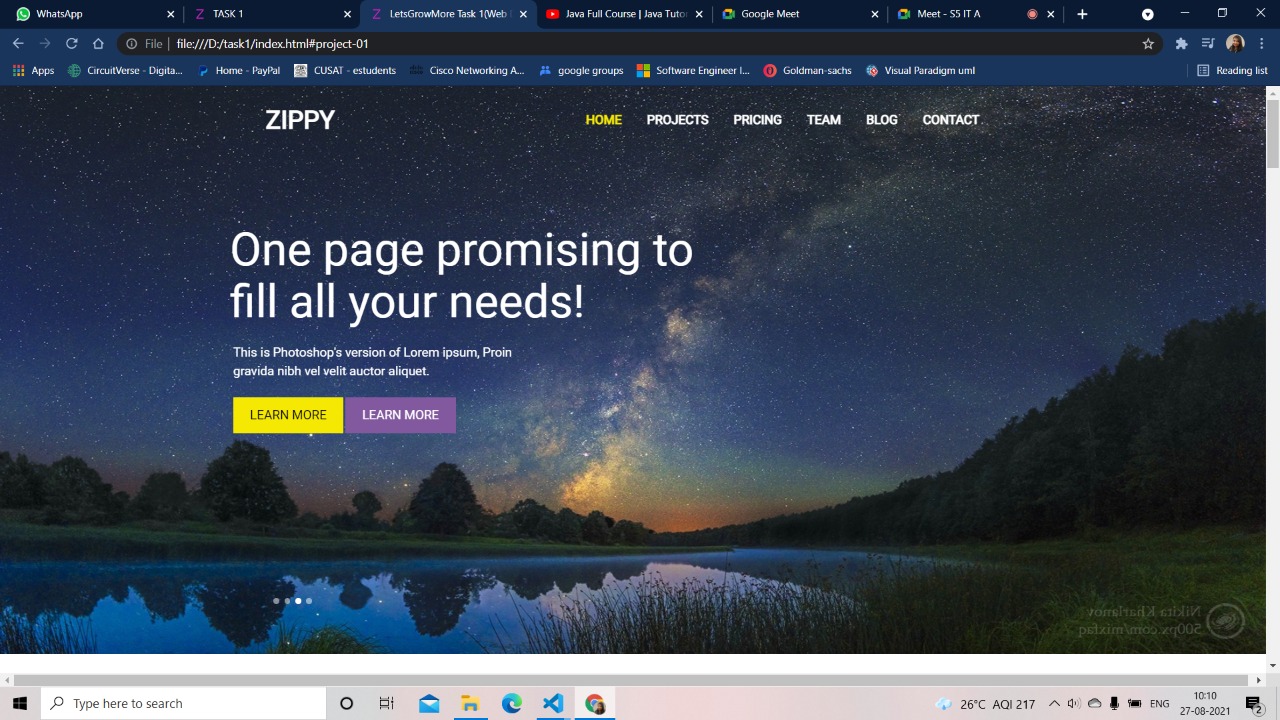 WhatsApp
TASK 1
LetsGrowMore Task 1(Web
Java Full Course | Java Tutor
Google Meet
Meet - S5 IT A
File
file:///D:/task1/index.html#project-01
Apps
CircuitVerse - Digita...
Home - PayPal
CUSAT - estudents
Cisco Networking A...
google groups
Software Engineer I...
Goldman-sachs
Visual Paradigm uml
Reading list
ZIPPY
HOME
PROJECTS
PRICING
TEAM
BLOG
CONTACT
One page promising to
fill all your needs!
This is Photoshop's version of Lorem ipsum, Proin
gravida nibh vel velit auctor aliquet.
LEARN MORE
LEARN MORE
Nikita Kharlanov
500px.com/mixfaq
Type here to search
26°C AQI 217
ENG
10:10
27-08-2021
2